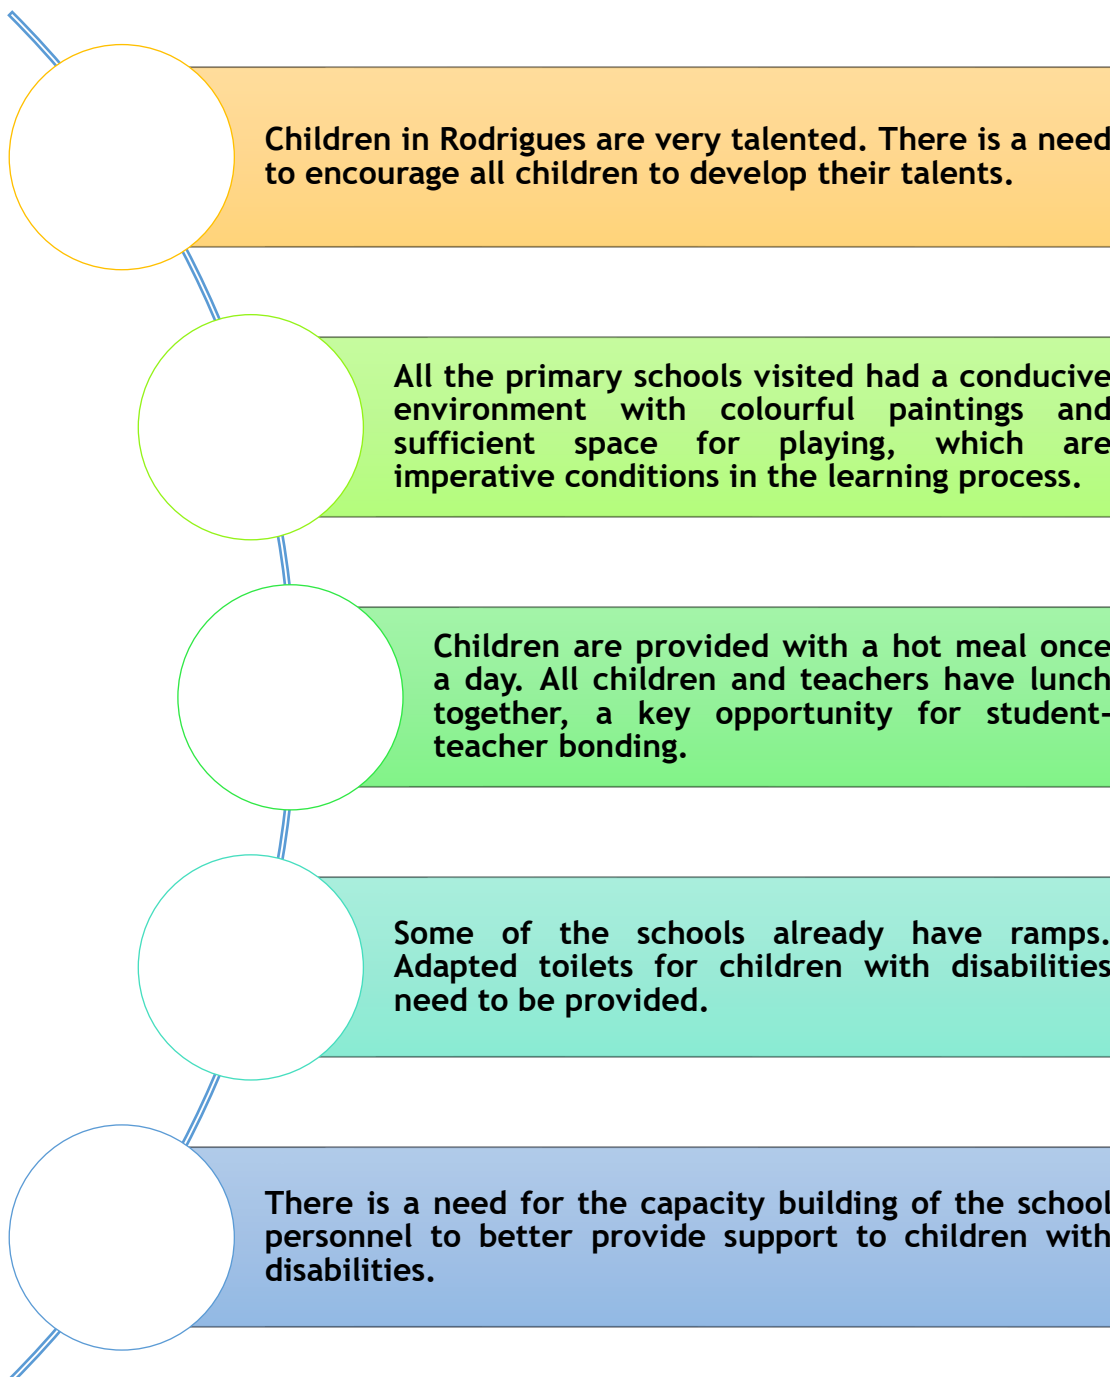 Children in Rodrigues are very talented. There is a need
to encourage all children to develop their talents.
All the primary schools visited had a conducive
environment with colourful paintings and
sufficient space for playing, which are
imperative conditions in the learning process.
Children are provided with a hot meal once
a day. All children and teachers have lunch
together, a key opportunity for student-
teacher bonding.
Some of the schools already have ramps.
Adapted toilets for children with disabilities
need to be provided.
There is a need for the capacity building of the school
personnel to better provide support to children with
disabilities.